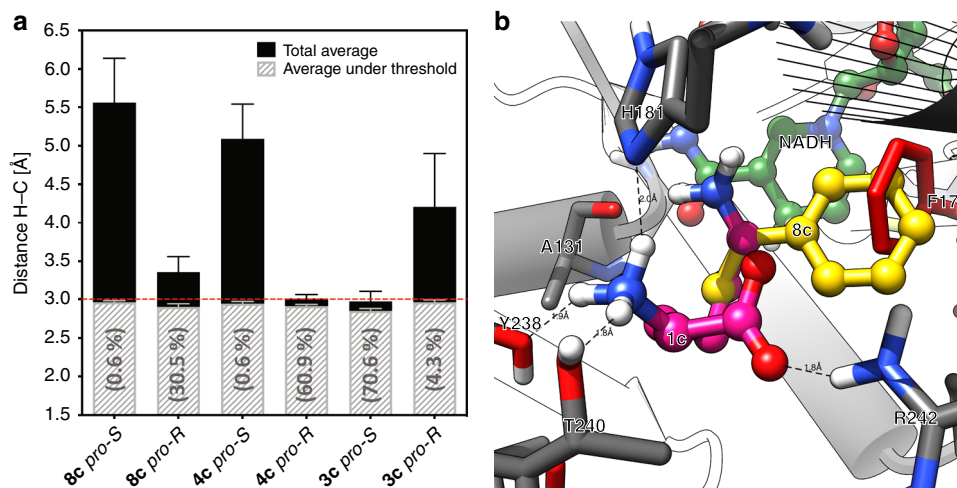 a
6.5
6.0
5.5
5.0
4.5
4.0
3.5
3.0
2.5
2.0
1.5
Distance H–C [Å]
Total average
Average under threshold
(0.6 %)
(30.5 %)
(0.6 %)
(60.9 %)
(70.6 %)
(4.3 %)
8c pro-S
8c pro-R
4c pro-S
4c pro-R
3c pro-S
3c pro-R
b
H181
NADH
F17
2.0Å
8c
A131
1.9Å
Y238
1.8Å
1c
1.8Å
R242
T240